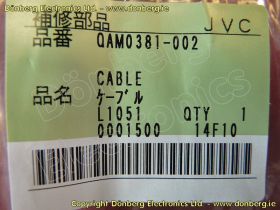 © Dönberg Electronics Ltd / www.donberg.ie
補修部品 JVC
品番 QAM0381-002
CABLE
品名 ケーブル
L1051 QTY 1
0001500 14F10
Copyright Donberg Electronics Ltd / www.donberg.ie